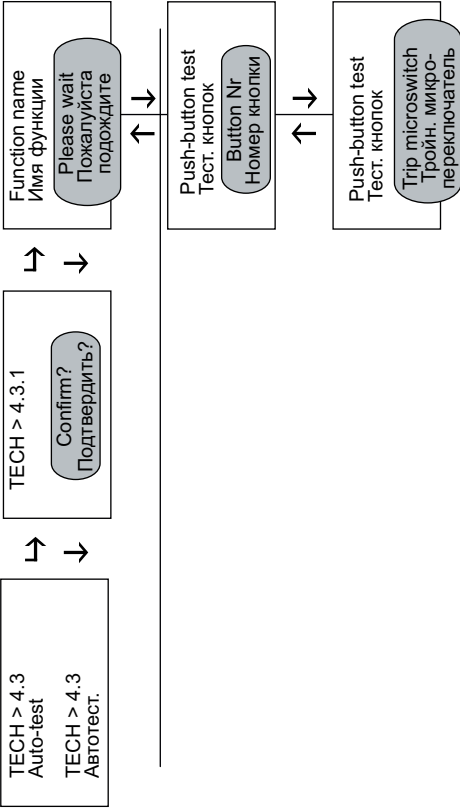 TECH > 4.3
Auto-test
TECH > 4.3
Автотест.
TECH > 4.3.1
Confirm?
Подтвердить?
Function name
Имя функции
Please wait
Пожалуйста
подождите
Push-button test
Тест. кнопок
Button Nr
Номер кнопки
Push-button test
Тест. кнопок
Trip microswitch
Тройн. микро-
переключатель